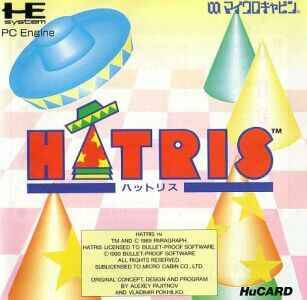 HE
system
PC Engine
マイクロキャビン
HATRIS™
ハットリス
HATRIS TM
TM AND © 1989 PARAGRAPH.
HATRIS LICENSED TO BULLET-PROOF SOFTWARE
©1990 BULLET-PROOF SOFTWARE
ALL RIGHTS RESERVED.
SUBLICENSED TO MICRO CABIN CO., LTD.
ORIGINAL CONCEPT, DESIGN AND PROGRAM
BY ALEXEY PAJITNOV
AND VLADIMIR POKHILKO.
HuCARD